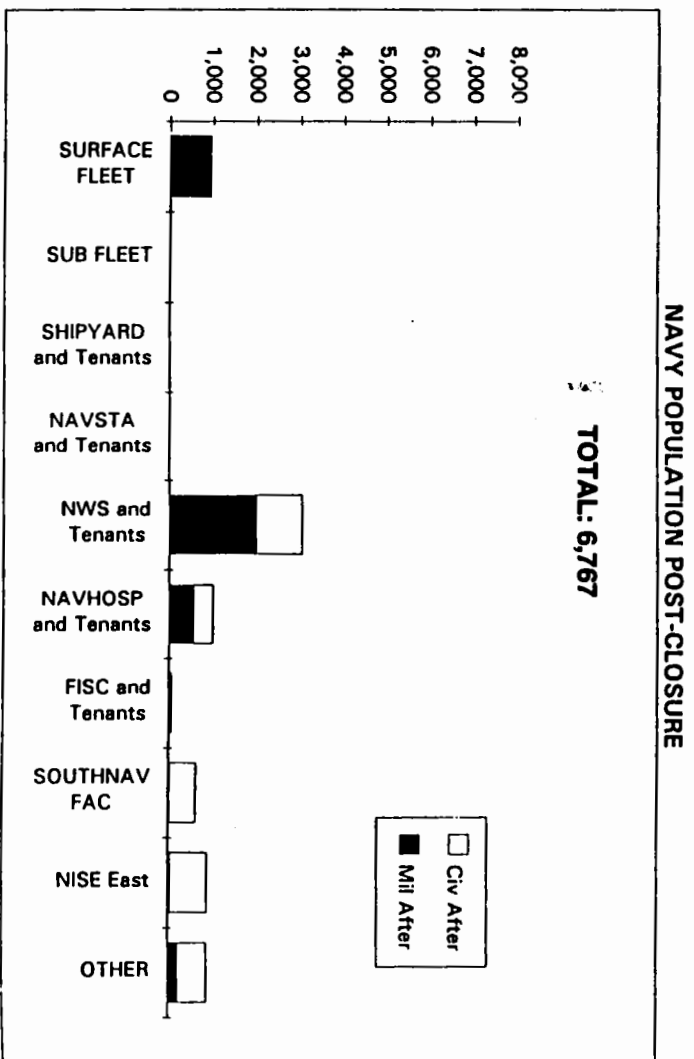 NAVY POPULATION POST-CLOSURE
TOTAL: 6,767
8,000
7,000
6,000
5,000
4,000
3,000
2,000
1,000
0
Civ After
Mil After
SURFACE
FLEET
SUB FLEET
SHIPYARD
and Tenants
NAVSTA
and Tenants
NWS and
Tenants
NAVHOSP
and Tenants
FISC and
Tenants
SOUTHNAV
FAC
NISE East
OTHER